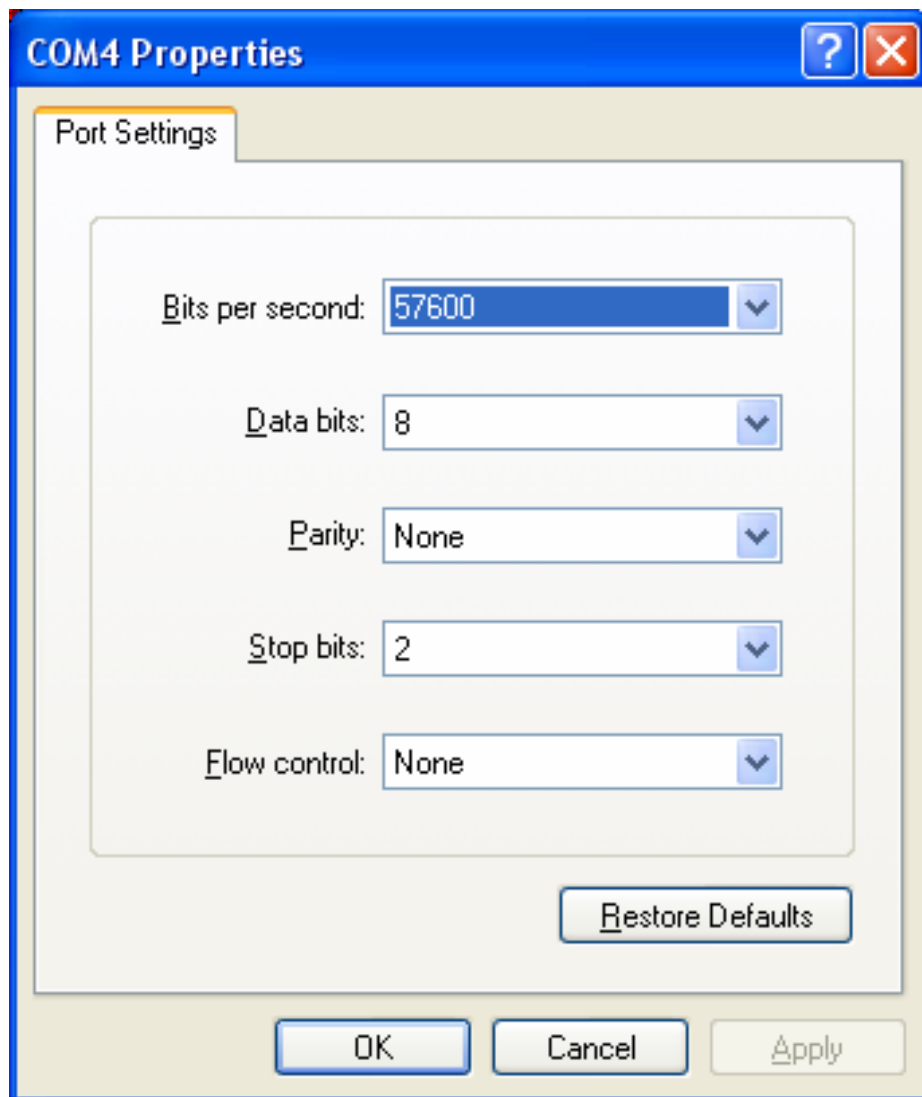 COM4 Properties
Port Settings
Bits per second: 57600
Data bits: 8
Parity: None
Stop bits: 2
Flow control: None
Restore Defaults
OK Cancel Apply